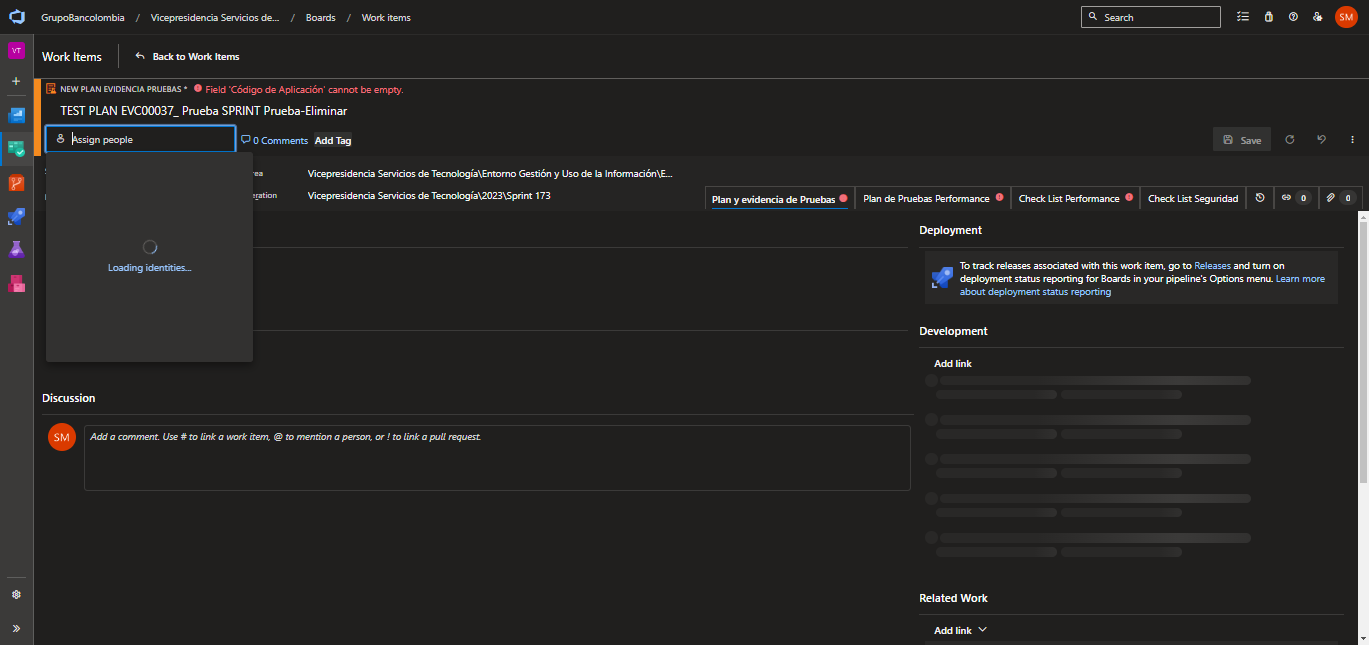 GrupoBancolombia / Vicepresidencia Servicios de... / Boards / Work items
Search
SM
VT
Work Items
Back to Work Items
NEW PLAN EVIDENCIA PRUEBAS * Field 'Código de Aplicación' cannot be empty.
TEST PLAN EVC00037_ Prueba SPRINT Prueba-Eliminar
Assign people
0 Comments
Add Tag
Save
rea
Vicepresidencia Servicios de Tecnología\Entorno Gestión y Uso de la Información\E...
eration
Vicepresidencia Servicios de Tecnología\2023\Sprint 173
Plan y evidencia de Pruebas
Plan de Pruebas Performance
Check List Performance
Check List Seguridad
0
0
Loading identities...
Deployment
To track releases associated with this work item, go to Releases and turn on
deployment status reporting for Boards in your pipeline's Options menu. Learn more
about deployment status reporting
Development
Add link
Discussion
SM
Add a comment. Use # to link a work item, @ to mention a person, or ! to link a pull request.
Related Work
Add link